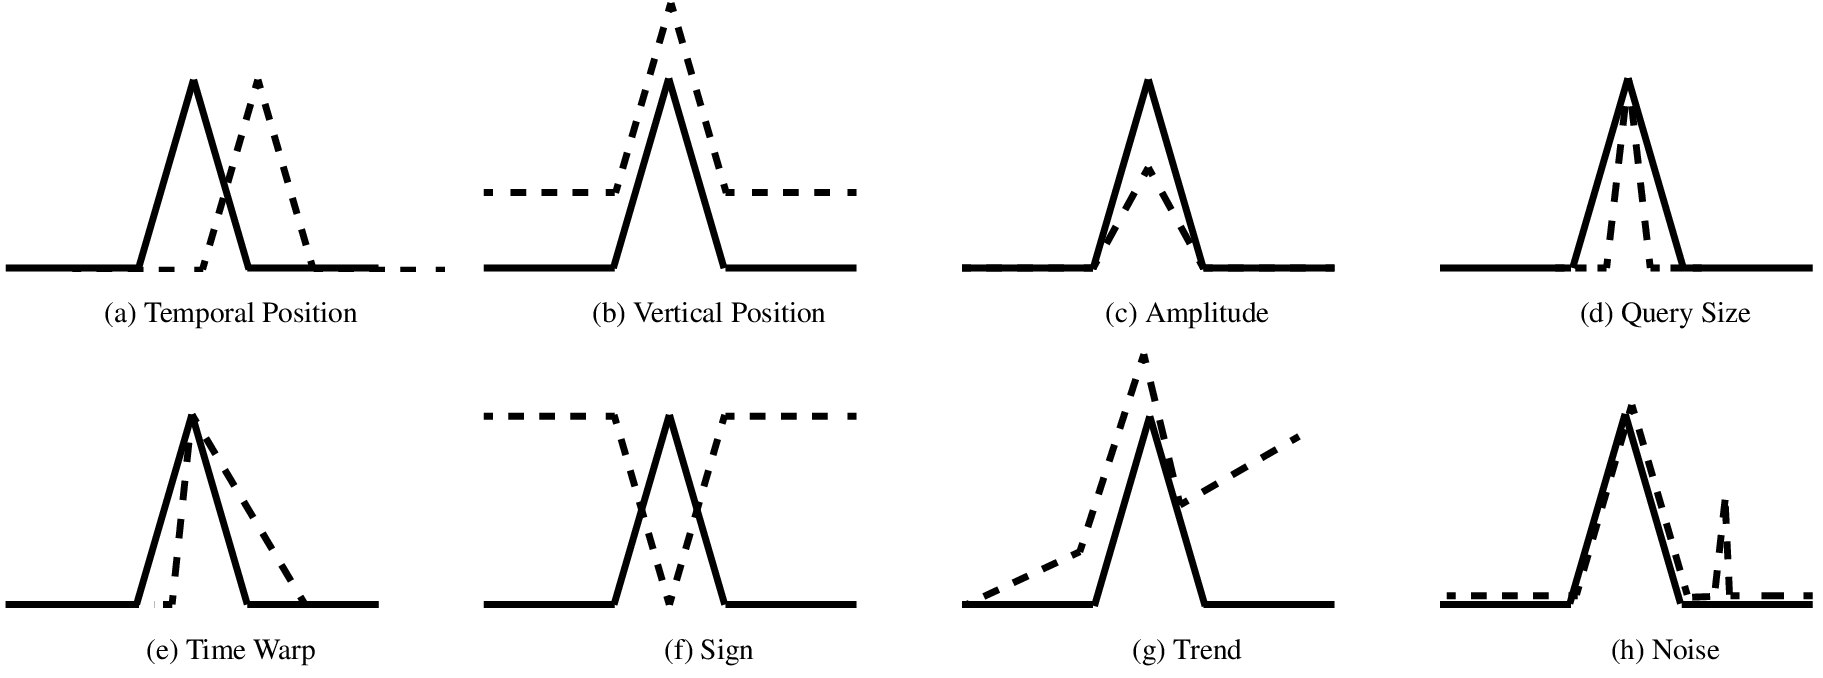 (a) Temporal Position
(b) Vertical Position
(c) Amplitude
(d) Query Size
(e) Time Warp
(f) Sign
(g) Trend
(h) Noise